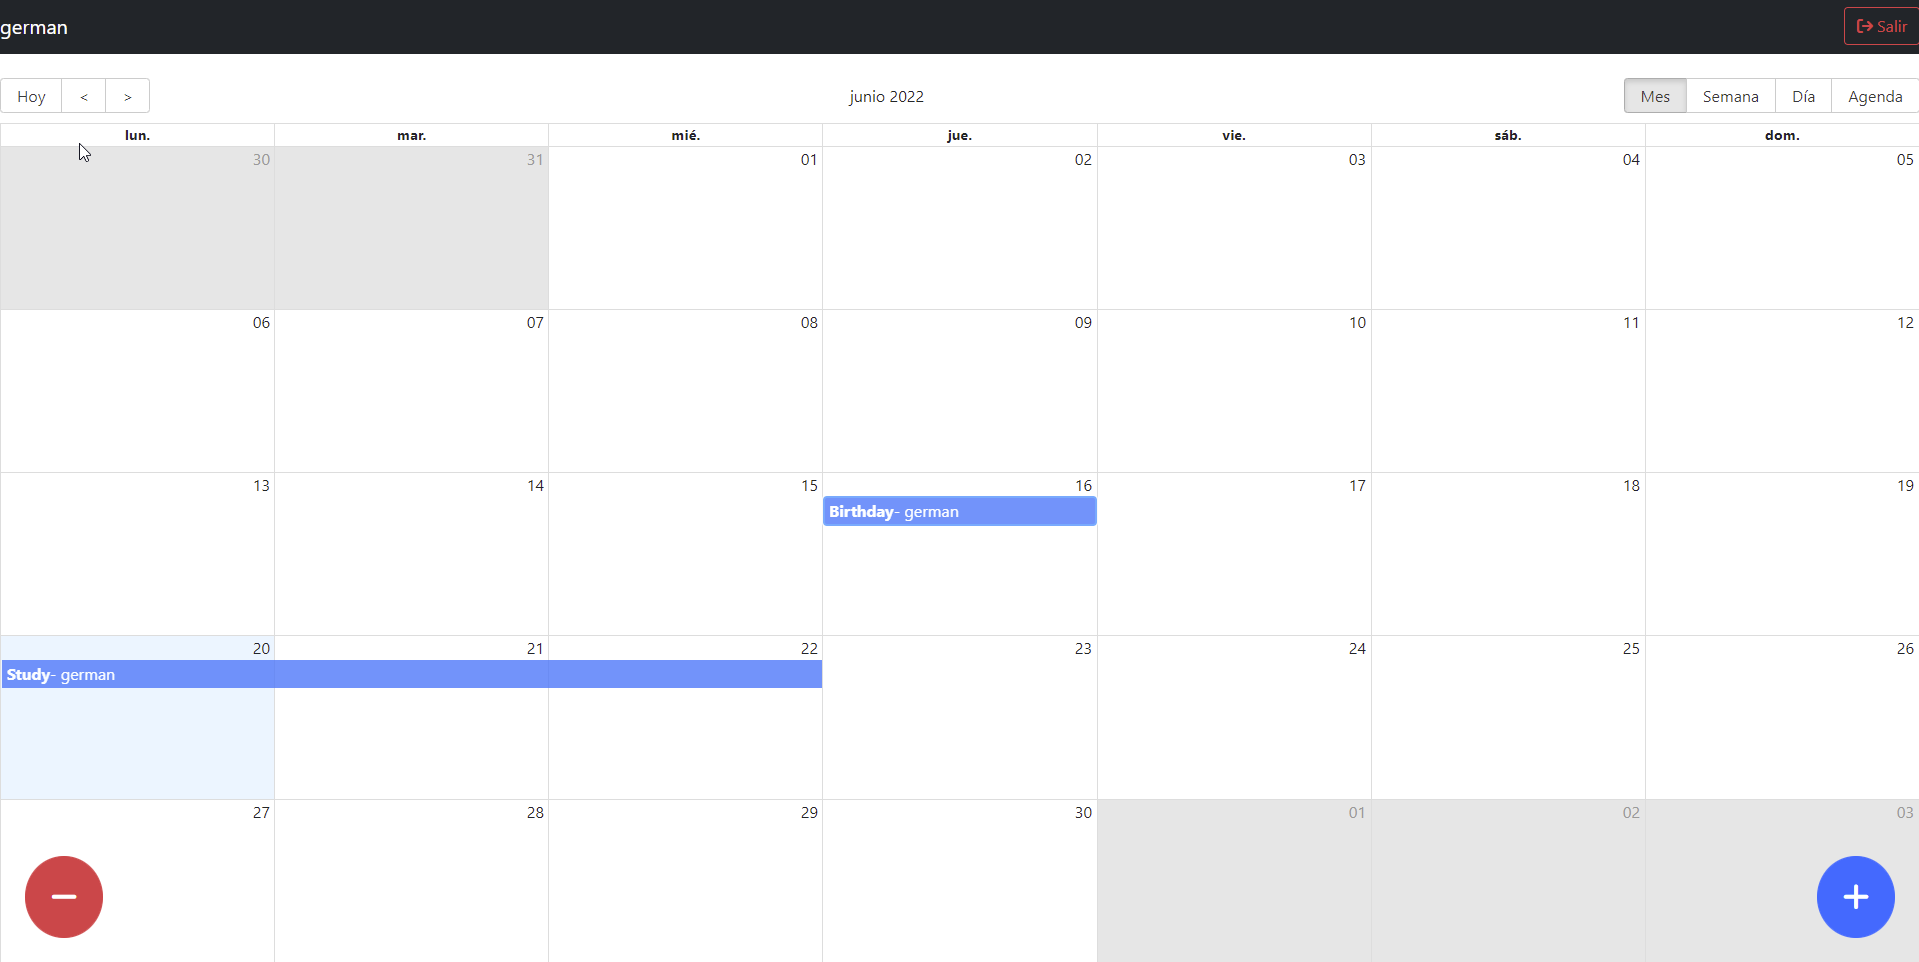 german
Salir
Hoy < > junio 2022 Mes Semana Día Agenda
lun. mar. mié. jue. vie. sáb. dom.
30 31 01 02 03 04 05
06 07 08 09 10 11 12
13 14 15 16 17 18 19
Birthday- german
20 21 22 23 24 25 26
Study- german
27 28 29 30 01 02 03